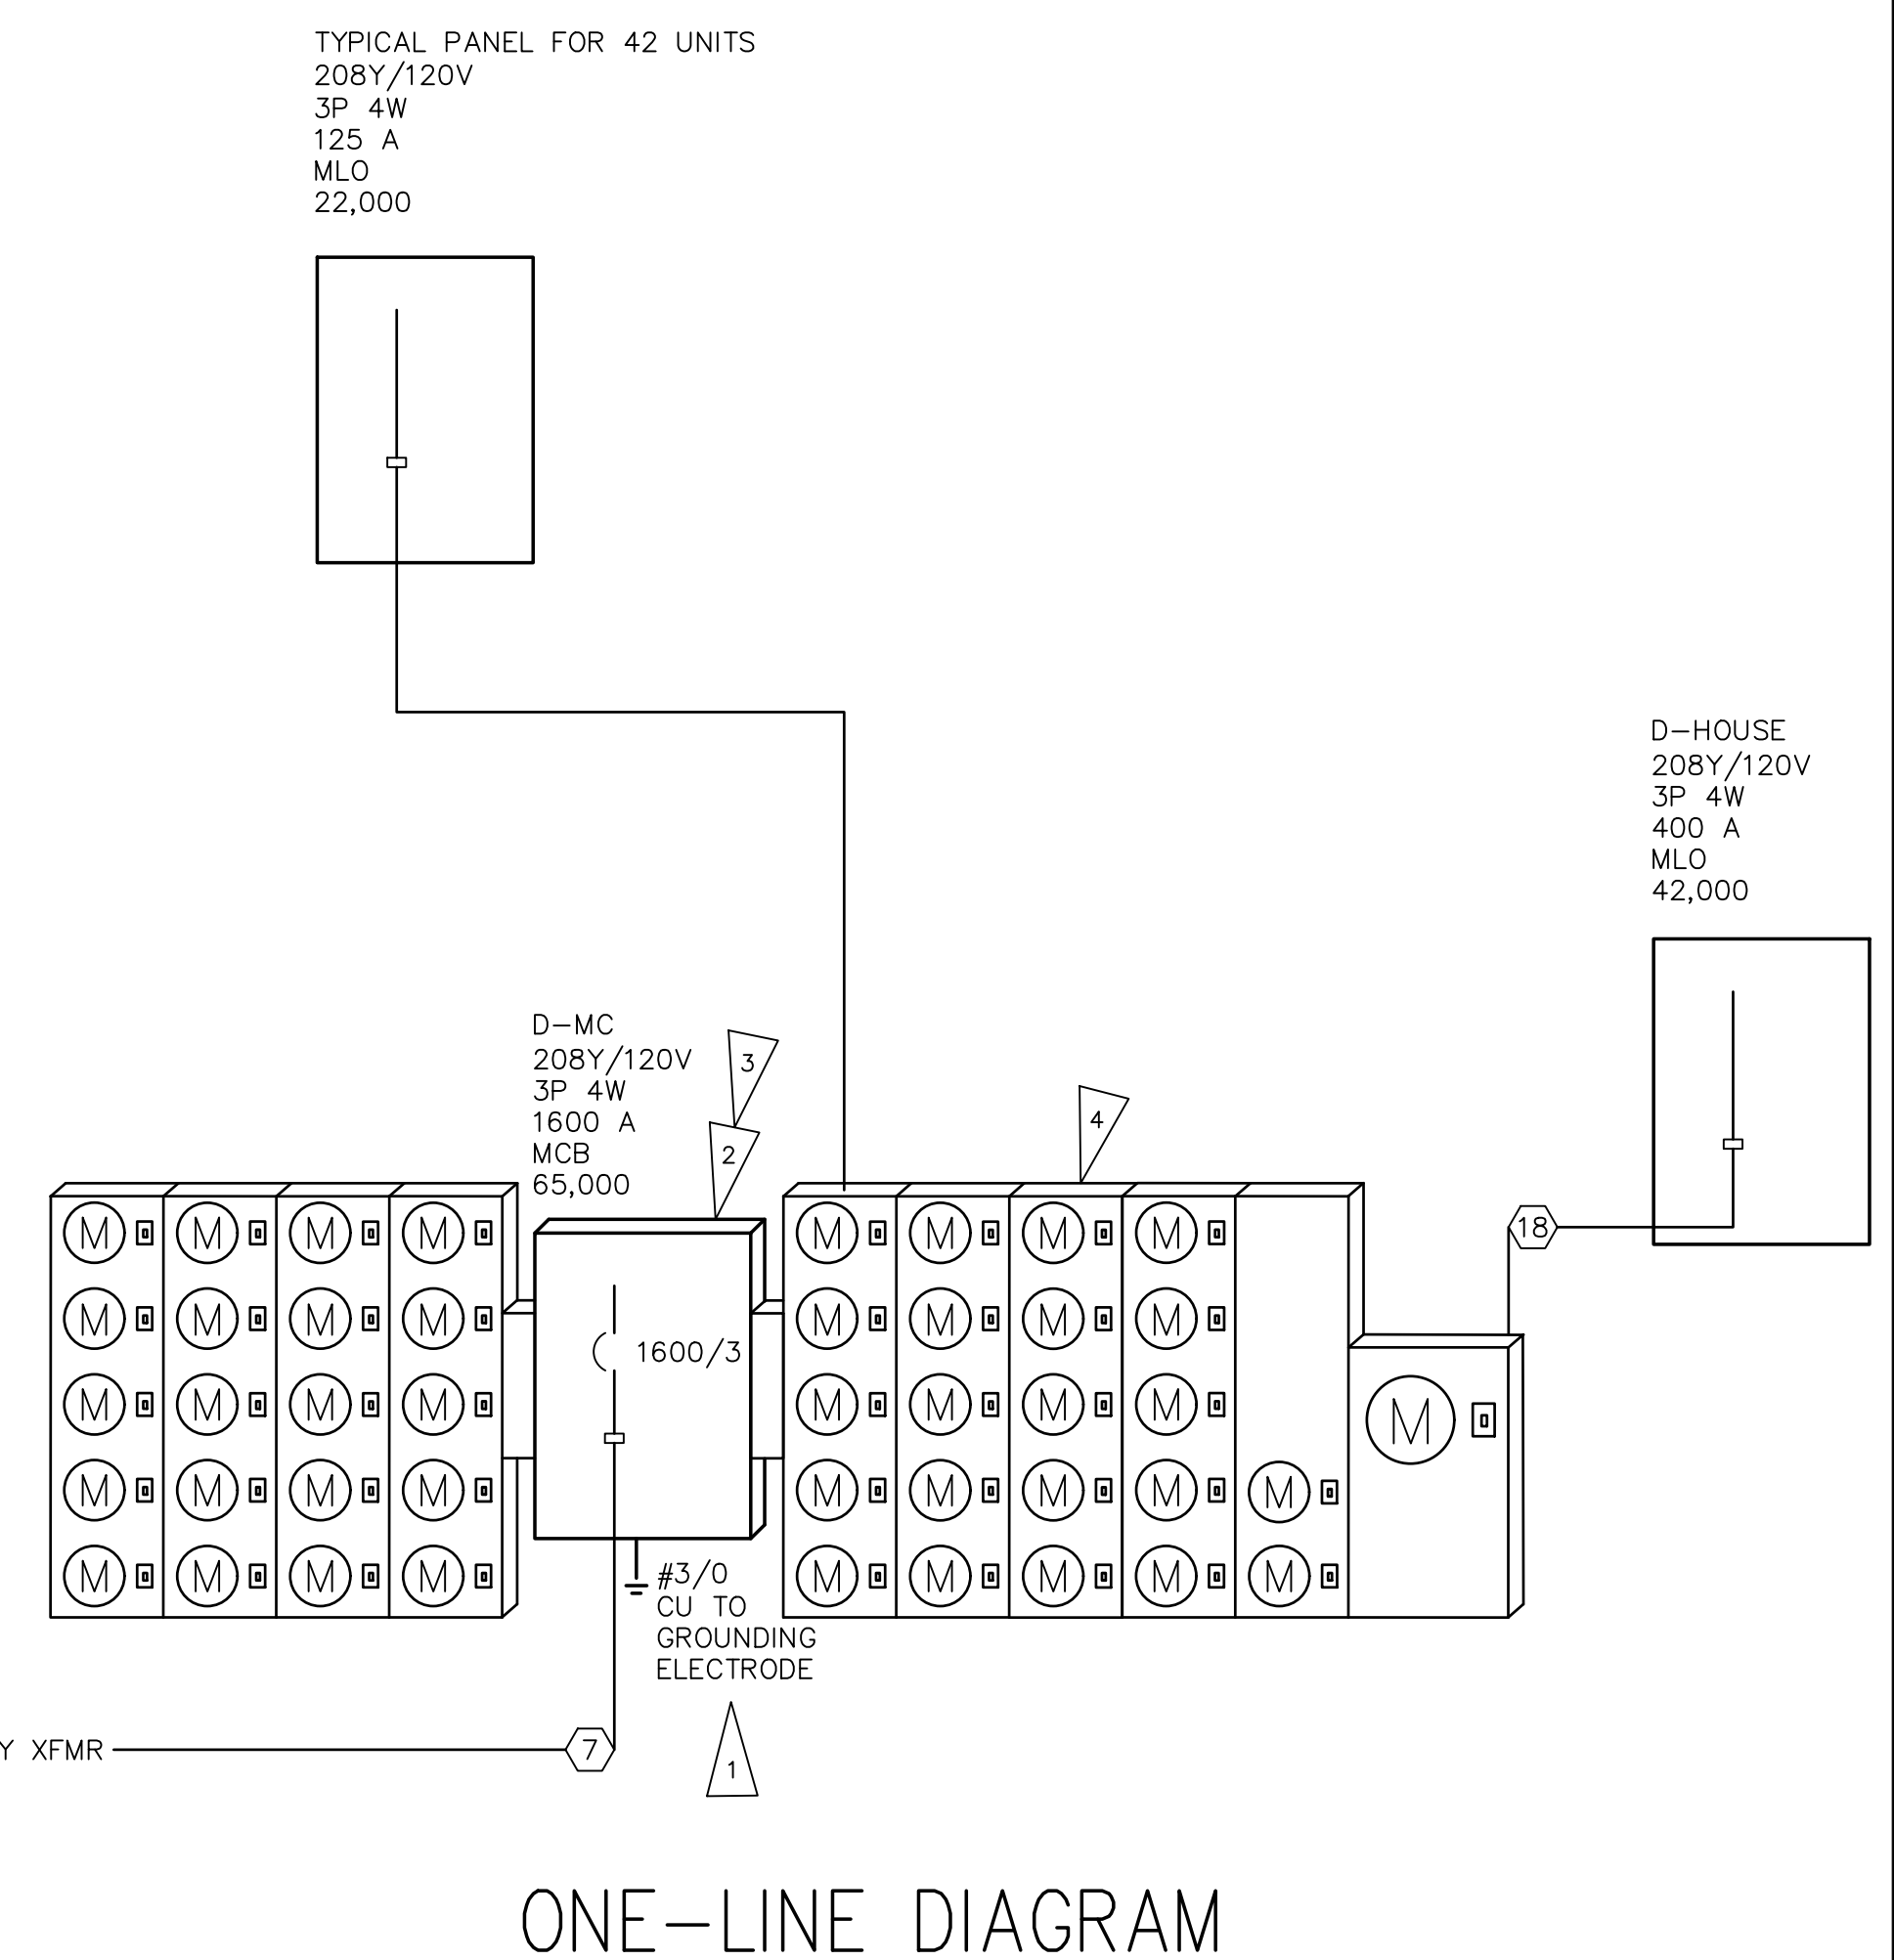 TYPICAL PANEL FOR 42 UNITS
208Y/120V
3P 4W
125 A
MLO
22,000
D-HOUSE
208Y/120V
3P 4W
400 A
MLO
42,000
D-MC
208Y/120V
3P 4W
1600 A
MCB
65,000
3
2
4
18
M M M M M M M M
M M M M M M M M
1600/3
M M M M M M M M M
M M M M M M M M M
M M M M M M M M M
#3/0
CU TO
GROUNDING
ELECTRODE
Y XFMR
7
1
ONE-LINE DIAGRAM